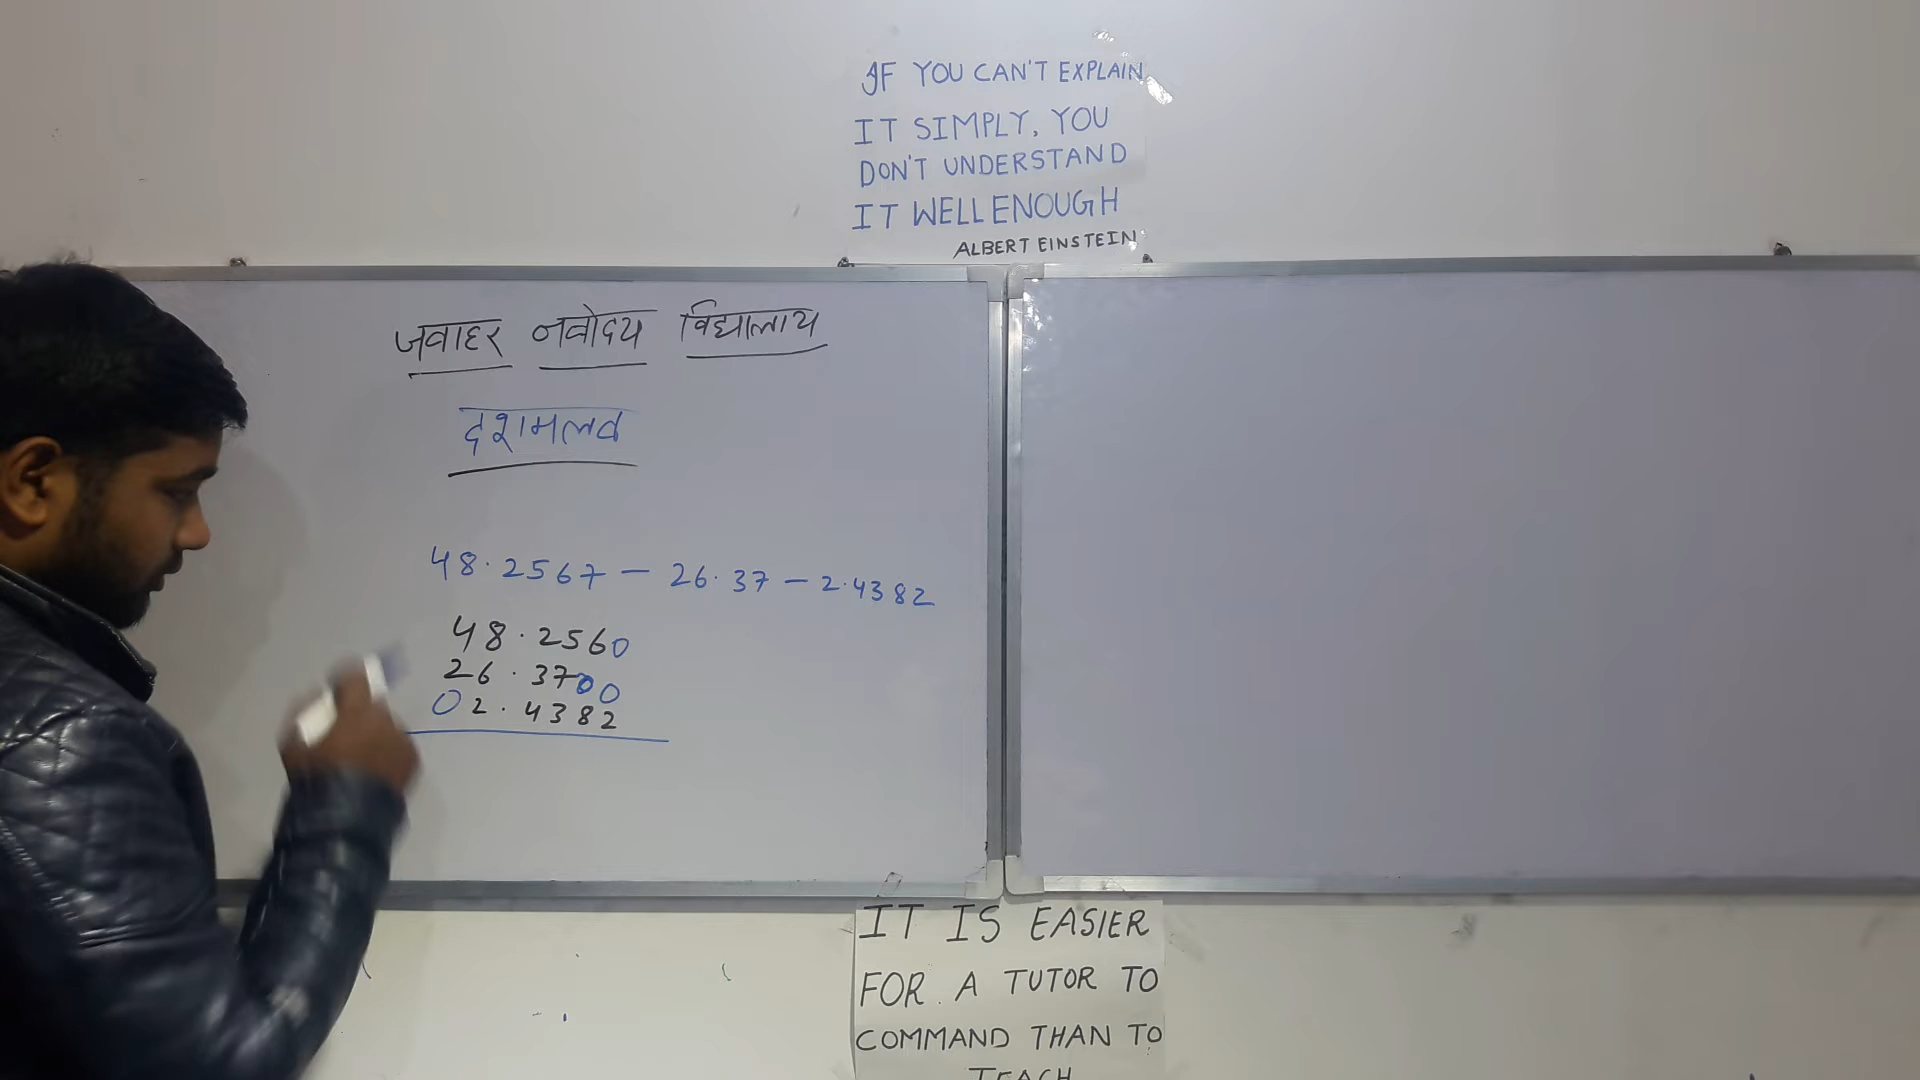 IF YOU CAN'T EXPLAIN
IT SIMPLY, YOU
DON'T UNDERSTAND
IT WELL ENOUGH
ALBERT EINSTEIN
जवाहर नवोदय विद्यालाय
दशमलव
48.2567 - 26.37 - 2.4382
48.2560
26.3700
02.4382
IT IS EASIER
FOR A TUTOR TO
COMMAND THAN TO
TEACH